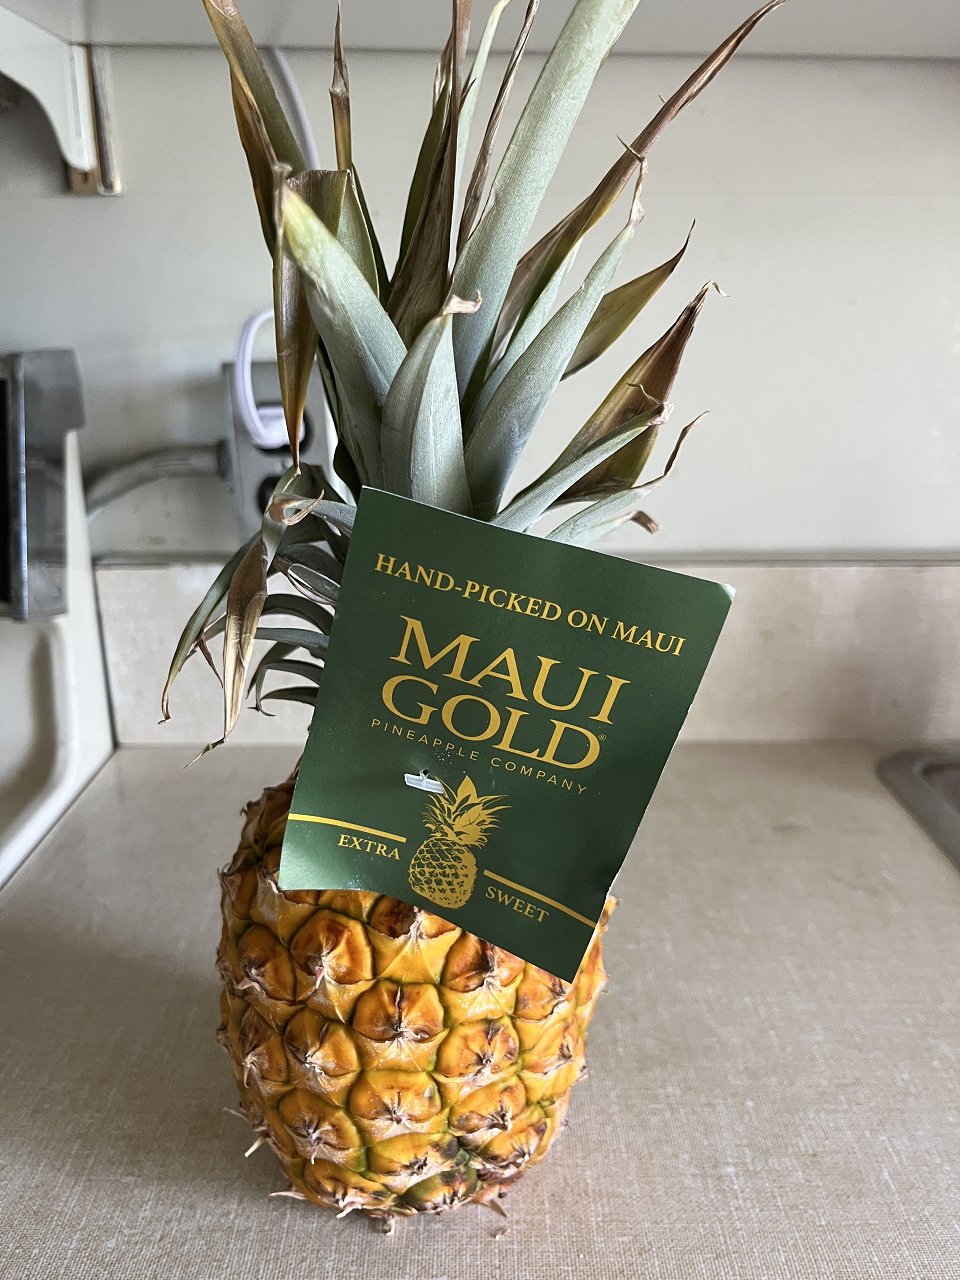 HAND-PICKED ON MAUI
MAUI
GOLD®
PINEAPPLE COMPANY
EXTRA SWEET